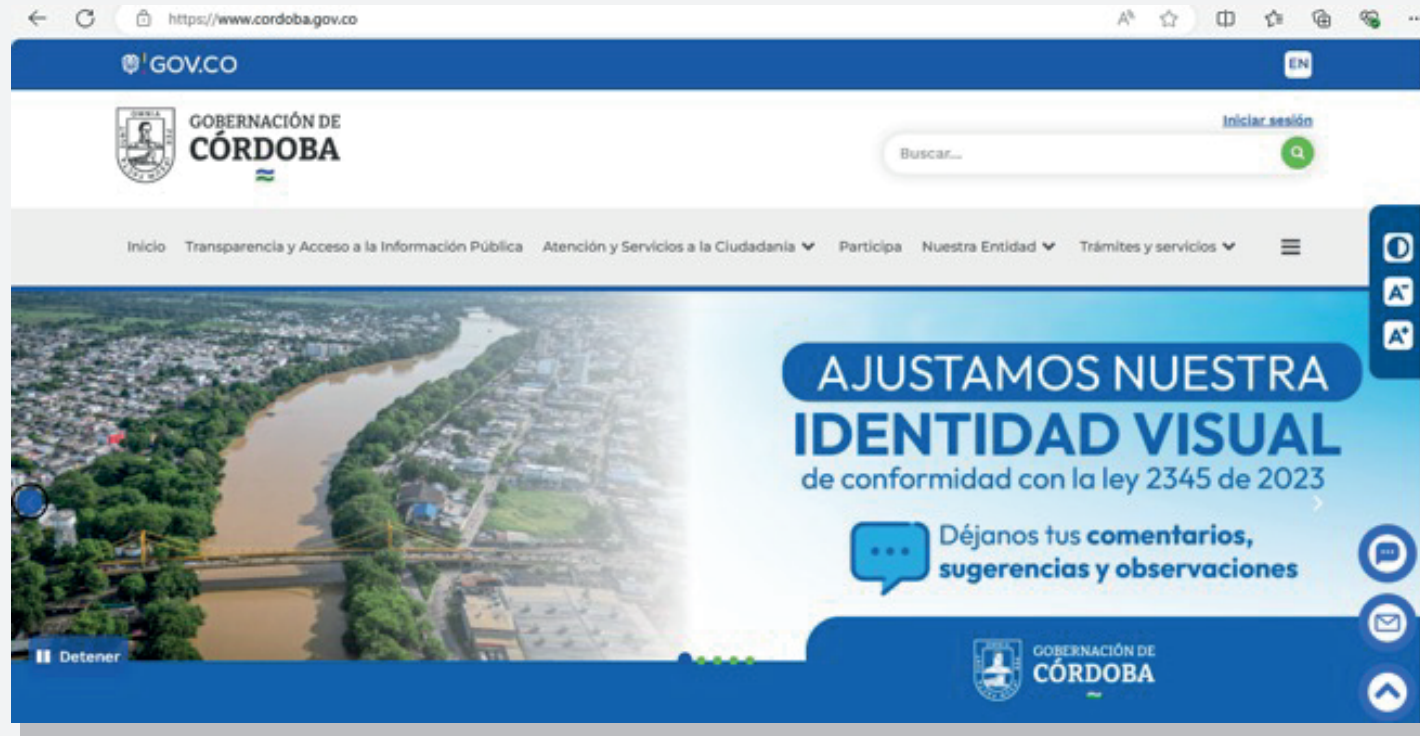 https://www.cordoba.gov.co
GOV.CO
EN
GOBERNACIÓN DE
CÓRDOBA
Iniciar sesión
Buscar...
Inicio Transparencia y Acceso a la Información Pública Atención y Servicios a la Ciudadanía Participa Nuestra Entidad Trámites y servicios
A-
A+
AJUSTAMOS NUESTRA
IDENTIDAD VISUAL
de conformidad con la ley 2345 de 2023
Déjanos tus comentarios,
sugerencias y observaciones
Detener
GOBERNACIÓN DE
CÓRDOBA